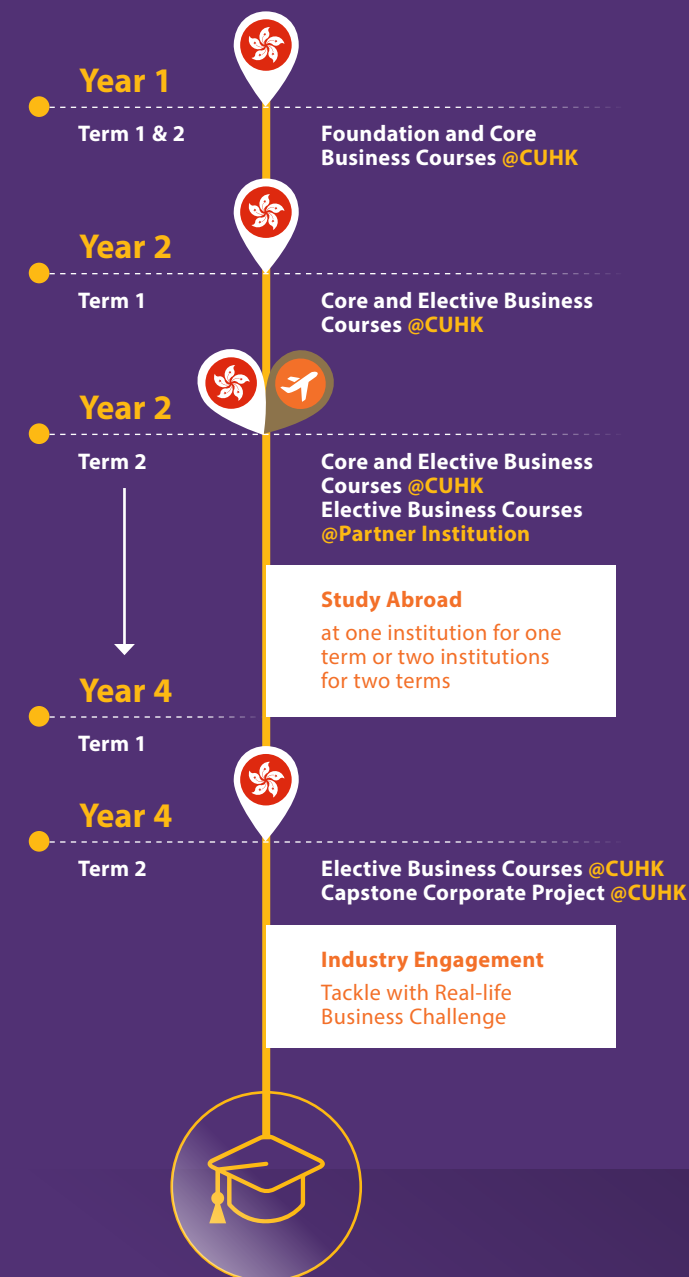 Year 1
Term 1 & 2
Foundation and Core
Business Courses @CUHK
Year 2
Term 1
Core and Elective Business
Courses @CUHK
Year 2
Term 2
Core and Elective Business
Courses @CUHK
Elective Business Courses
@Partner Institution
Study Abroad
at one institution for one
term or two institutions
for two terms
Year 4
Term 1
Year 4
Term 2
Elective Business Courses @CUHK
Capstone Corporate Project @CUHK
Industry Engagement
Tackle with Real-life
Business Challenge